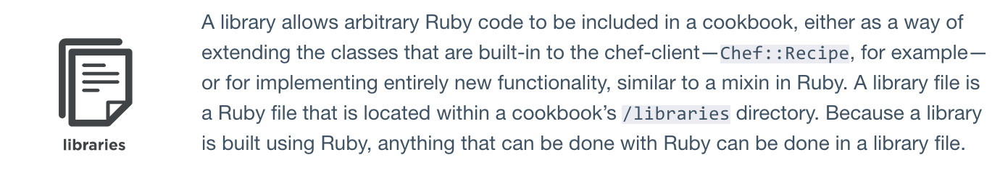 A library allows arbitrary Ruby code to be included in a cookbook, either as a way of
extending the classes that are built-in to the chef-client—Chef::Recipe, for example—
or for implementing entirely new functionality, similar to a mixin in Ruby. A library file is
a Ruby file that is located within a cookbook’s /libraries directory. Because a library
is built using Ruby, anything that can be done with Ruby can be done in a library file.
libraries